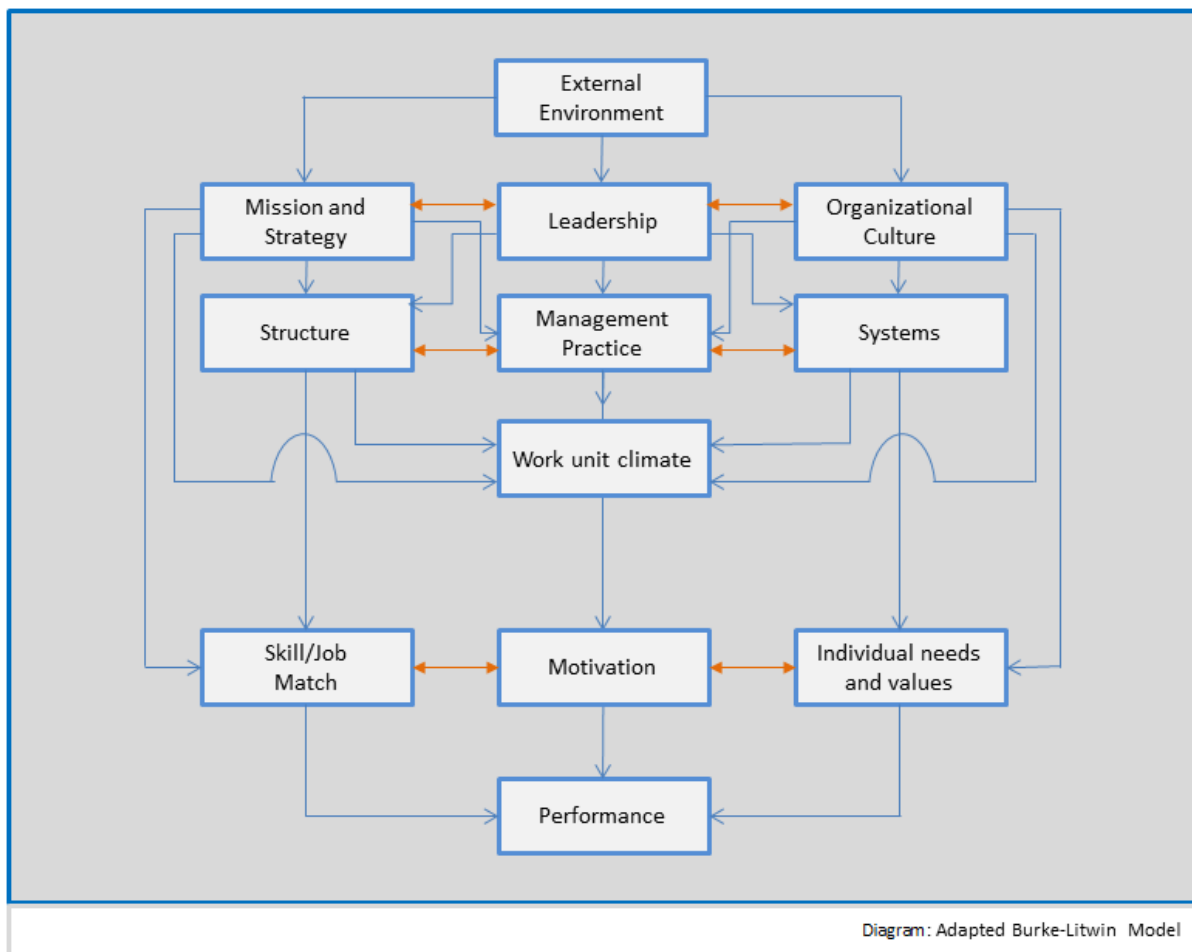 External
Environment
Mission and
Strategy
Leadership
Organizational
Culture
Structure
Management
Practice
Systems
Work unit climate
Skill/Job
Match
Motivation
Individual needs
and values
Performance
Diagram: Adapted Burke-Litwin Model